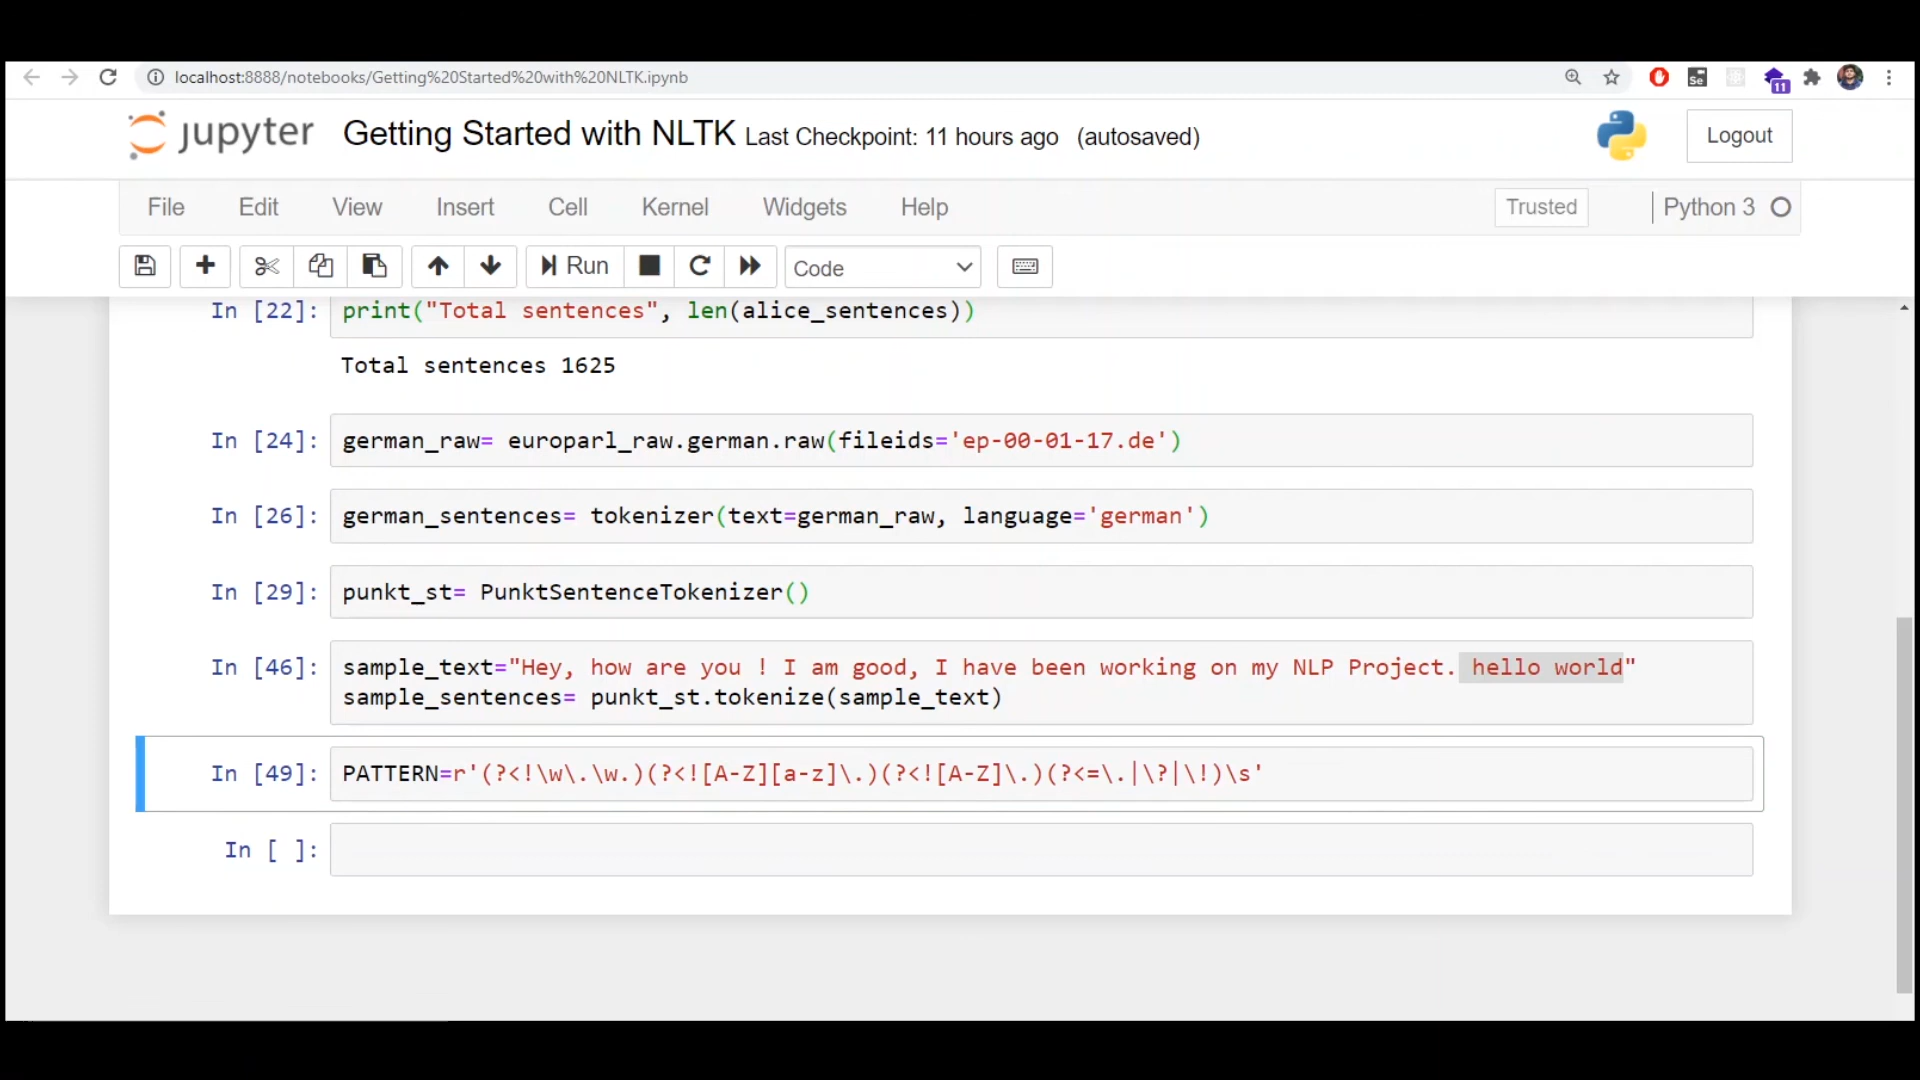 localhost:8888/notebooks/Getting%20Started%20with%20NLTK.ipynb
Se
11
jupyter Getting Started with NLTK Last Checkpoint: 11 hours ago (autosaved)
Logout
File Edit View Insert Cell Kernel Widgets Help Trusted Python 3
Run Code
In [22]: print("Total sentences", len(alice_sentences))
Total sentences 1625
In [24]: german_raw= europarl_raw.german.raw(fileids='ep-00-01-17.de')
In [26]: german_sentences= tokenizer(text=german_raw, language='german')
In [29]: punkt_st= PunktSentenceTokenizer()
In [46]: sample_text="Hey, how are you ! I am good, I have been working on my NLP Project. hello world"
sample_sentences= punkt_st.tokenize(sample_text)
In [49]: PATTERN=r'(?<!\w\.\w.)(?<![A-Z][a-z]\.)(?<![A-Z]\.)(?<=\.|\?|\!)\s'
In [ ]: